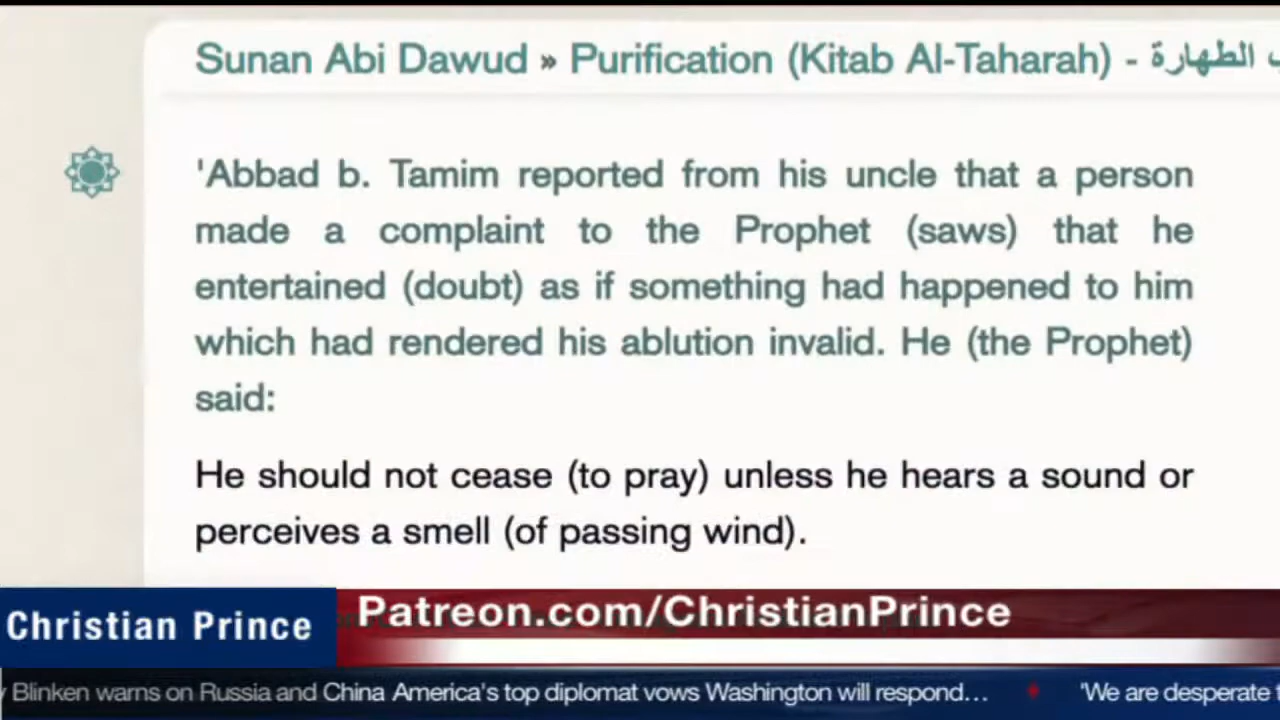 Sunan Abi Dawud » Purification (Kitab Al-Taharah) - ب الطهارة
'Abbad b. Tamim reported from his uncle that a person
made a complaint to the Prophet (saws) that he
entertained (doubt) as if something had happened to him
which had rendered his ablution invalid. He (the Prophet)
said:
He should not cease (to pray) unless he hears a sound or
perceives a smell (of passing wind).
Christian Prince
Patreon.com/ChristianPrince
y Blinken warns on Russia and China America's top diplomat vows Washington will respond...
'We are desperate